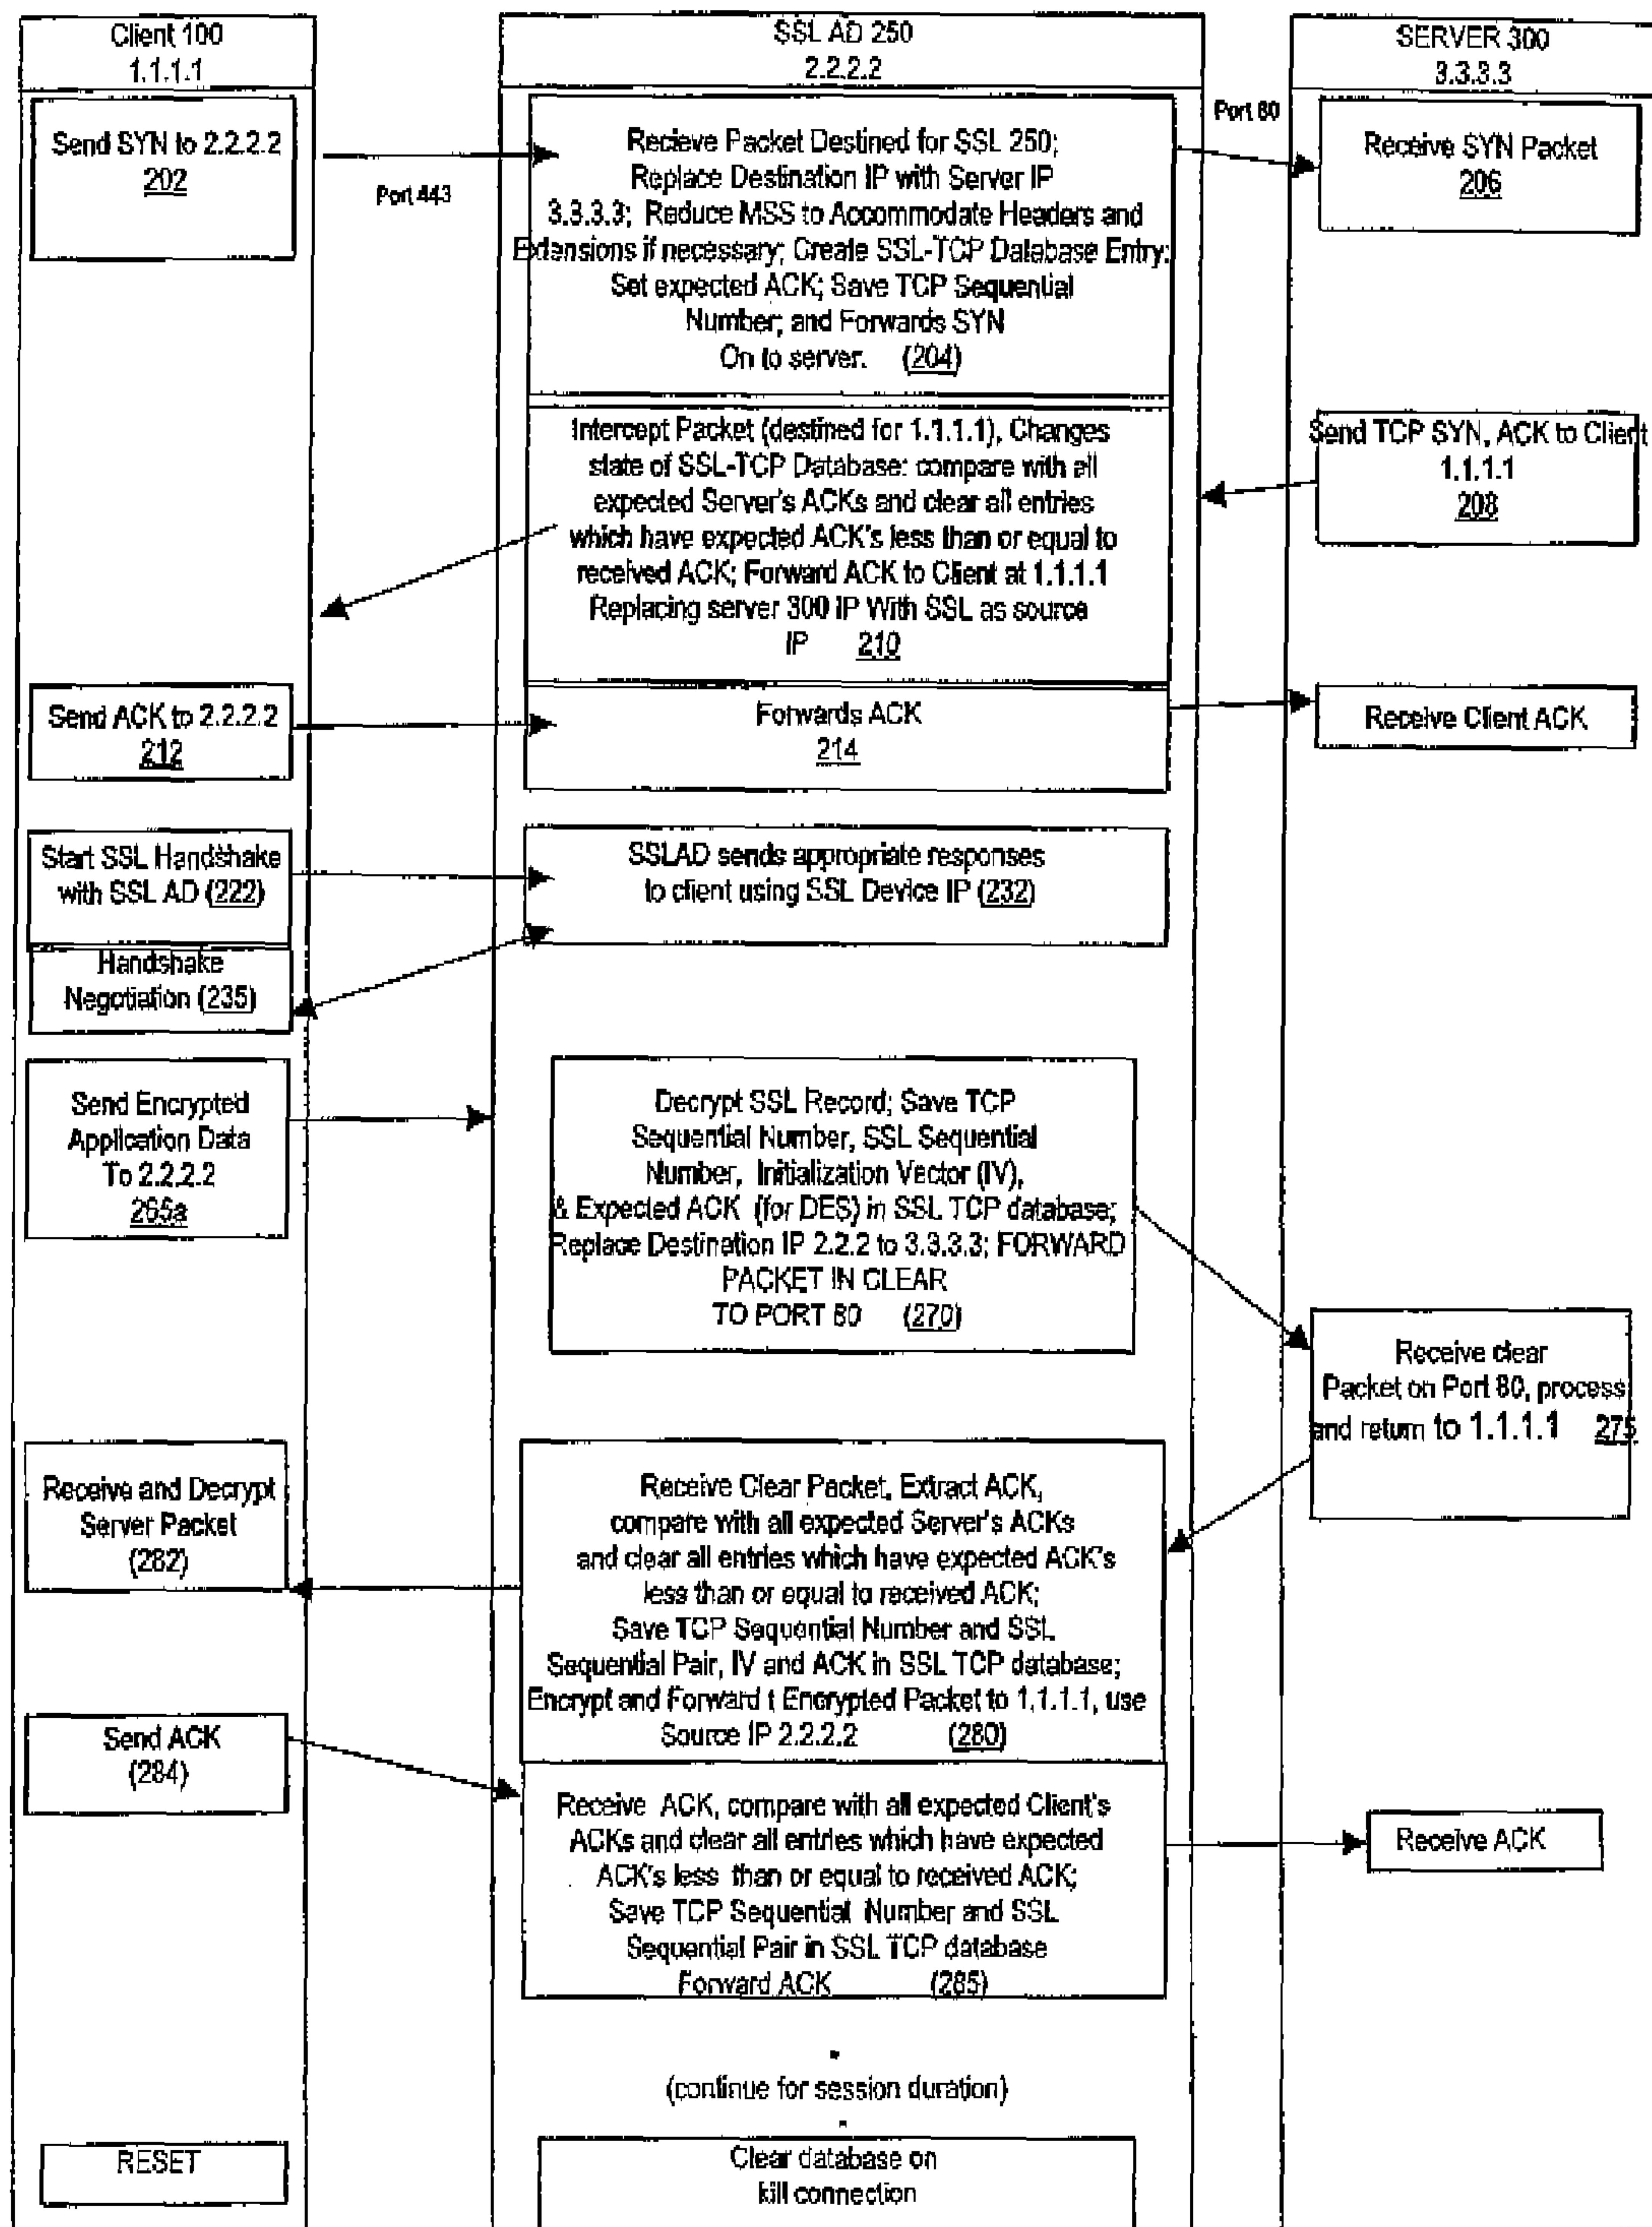 Client 100
1.1.1.1
SSL AD 250
2.2.2.2
SERVER 300
3.3.3.3
Send SYN to 2.2.2.2
202
Port 443
Recieve Packet Destined for SSL 250;
Replace Destination IP with Server IP
3.3.3.3; Reduce MSS to Accommodate Headers and
Extensions if necessary; Create SSL-TCP Database Entry;
Set expected ACK; Save TCP Sequential
Number; and Forwards SYN
On to server. (204)
Port 80
Receive SYN Packet
206
Send TCP SYN, ACK to Client
1.1.1.1
208
Intercept Packet (destined for 1.1.1.1), Changes
state of SSL-TCP Database: compare with all
expected Server's ACKs and clear all entries
which have expected ACK's less than or equal to
received ACK; Forward ACK to Client at 1.1.1.1
Replacing server 300 IP With SSL as source
IP 210
Send ACK to 2.2.2.2
212
Forwards ACK
214
Receive Client ACK
Start SSL Handshake
with SSL AD (222)
SSLAD sends appropriate responses
to client using SSL Device IP (232)
Handshake
Negotiation (235)
Send Encrypted
Application Data
To 2.2.2.2
265a
Decrypt SSL Record; Save TCP
Sequential Number, SSL Sequential
Number, Initialization Vector (IV),
& Expected ACK (for DES) in SSL TCP database;
Replace Destination IP 2.2.2 to 3.3.3.3; FORWARD
PACKET IN CLEAR
TO PORT 80 (270)
Receive clear
Packet on Port 80, process
and return to 1.1.1.1 275
Receive and Decrypt
Server Packet
(282)
Receive Clear Packet, Extract ACK,
compare with all expected Server's ACKs
and clear all entries which have expected ACK's
less than or equal to received ACK;
Save TCP Sequential Number and SSL
Sequential Pair, IV and ACK in SSL TCP database;
Encrypt and Forward t Encrypted Packet to 1.1.1.1, use
Source IP 2.2.2.2 (280)
Send ACK
(284)
Receive ACK, compare with all expected Client's
ACKs and clear all entries which have expected
ACK's less than or equal to received ACK;
Save TCP Sequential Number and SSL
Sequential Pair in SSL TCP database
Forward ACK (285)
Receive ACK
(continue for session duration)
RESET
Clear database on
kill connection